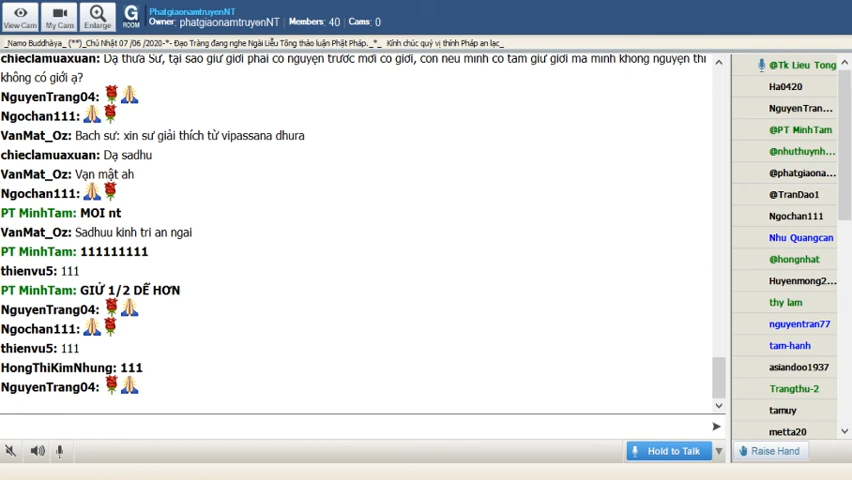 View Cam
My Cam
Enlarge
G
ROOM
PhatgiaonamtruyenNT
Owner: phatgiaonamtruyenNT Members: 40 Cams: 0
_Namo Buddhàya_ (**)_Chủ Nhật 07 /06 /2020-*- Đạo Tràng đang nghe Ngài Liễu Tông thảo luận Phật Pháp._*_ Kính chúc quý vị thính Pháp an lạc_
chieclamuaxuan: Dạ thưa Sư, tại sao giữ giới phải có nguyện trước mới có giới, còn nếu mình có tâm giữ giới mà mình không nguyện thì
không có giới ạ?
NguyenTrang04:
Ngochan111:
VanMat_Oz: Bach sư: xin sư giải thích từ vipassana dhura
chieclamuaxuan: Dạ sadhu
VanMat_Oz: Vạn mật ah
Ngochan111:
PT MinhTam: MOI nt
VanMat_Oz: Sadhuu kinh tri an ngai
PT MinhTam: 111111111
thienvu5: 111
PT MinhTam: GIỬ 1/2 DỂ HƠN
NguyenTrang04:
Ngochan111:
thienvu5: 111
HongThiKimNhung: 111
NguyenTrang04:
Hold to Talk
@Tk Lieu Tong
Ha0420
NguyenTran...
@PT MinhTam
@nhuthuynh...
@phatgiaona...
@TranDao1
Ngochan111
Nhu Quangcan
@hongnhat
Huyenmong2...
thy lam
nguyentran77
tam-hanh
asiandoo1937
Trangthu-2
tamuy
metta20
Raise Hand